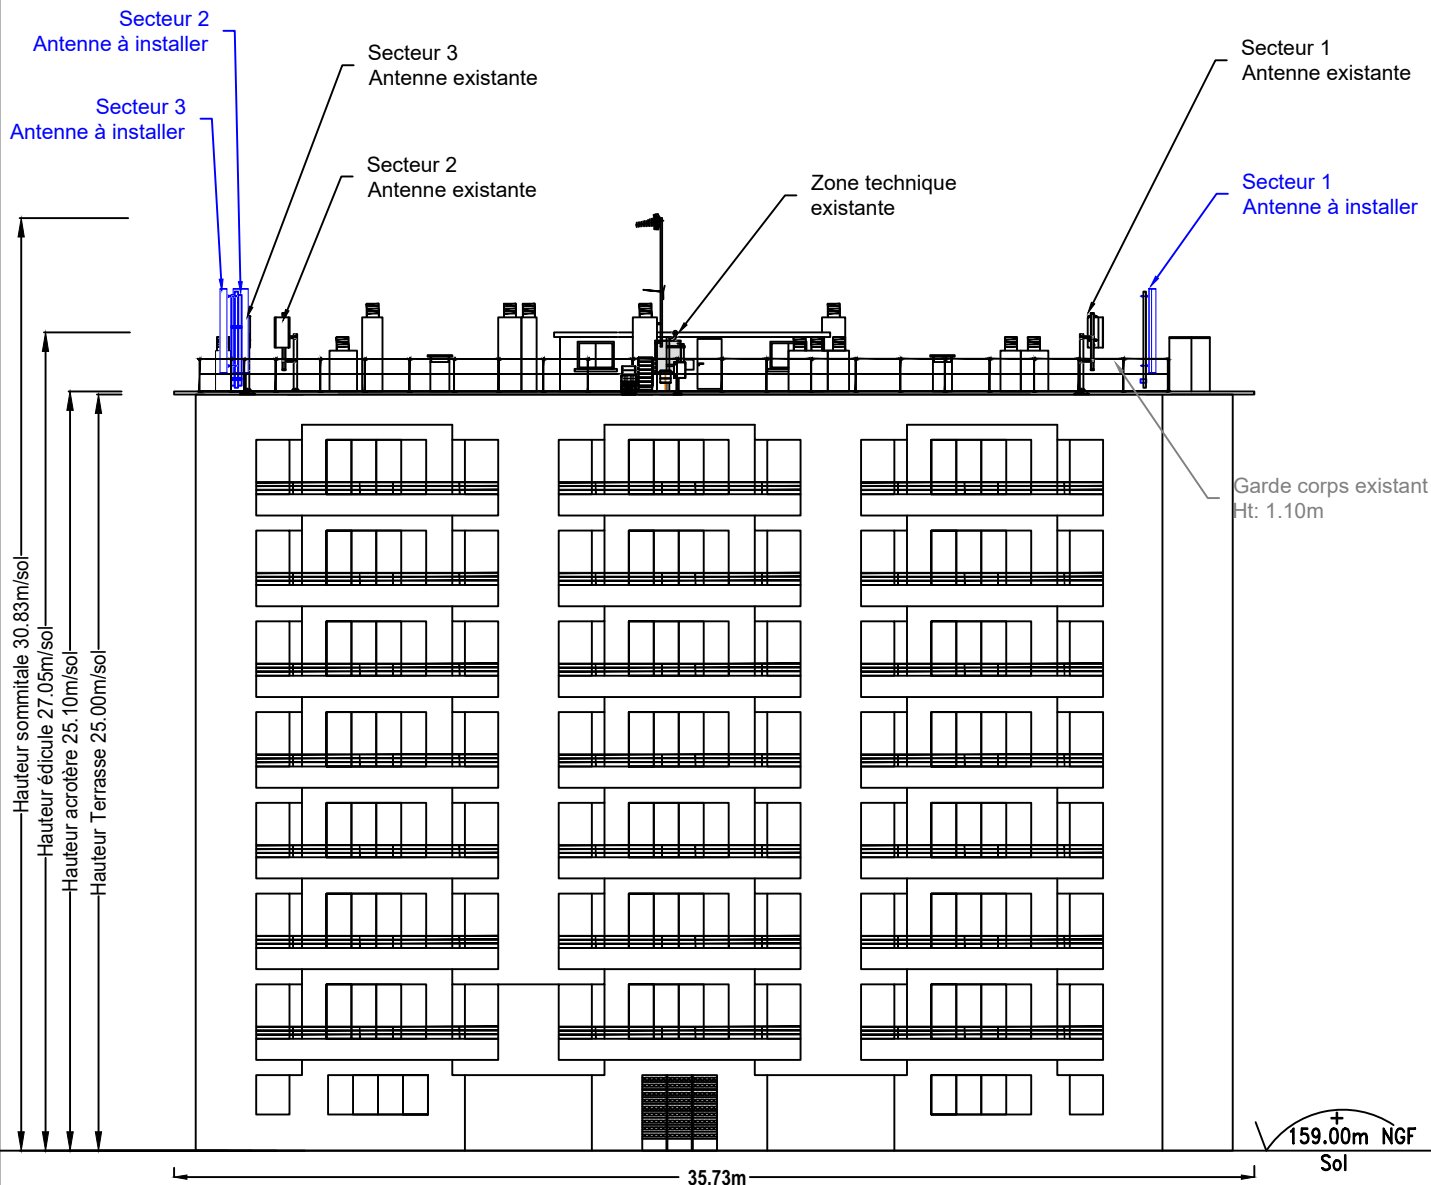 Secteur 2
Antenne à installer
Secteur 3
Antenne existante
Secteur 1
Antenne existante
Secteur 3
Antenne à installer
Secteur 2
Antenne existante
Zone technique
existante
Secteur 1
Antenne à installer
Garde corps existant
Ht: 1.10m
Hauteur sommitale 30.83m/sol
Hauteur édicule 27.05m/sol
Hauteur acrotère 25.10m/sol
Hauteur Terrasse 25.00m/sol
159.00m NGF
Sol
35.73m